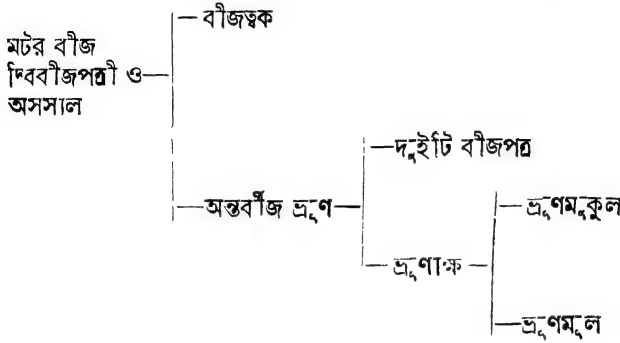 বীজত্বক
মটর বীজ
দ্বিবীজপত্রী ও
অসসাল
দুইটি বীজপত্র
অন্তর্বীজ ভ্রূণ
ভ্রূণমুকুল
ভ্রূণাক্ষ
ভ্রূণমূল